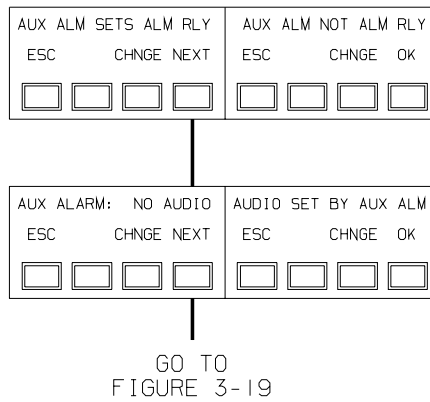 AUX ALM SETS ALM RLY
ESC CHNGE NEXT
AUX ALM NOT ALM RLY
ESC CHNGE OK
AUX ALARM: NO AUDIO
ESC CHNGE NEXT
AUDIO SET BY AUX ALM
ESC CHNGE OK
GO TO
FIGURE 3-19